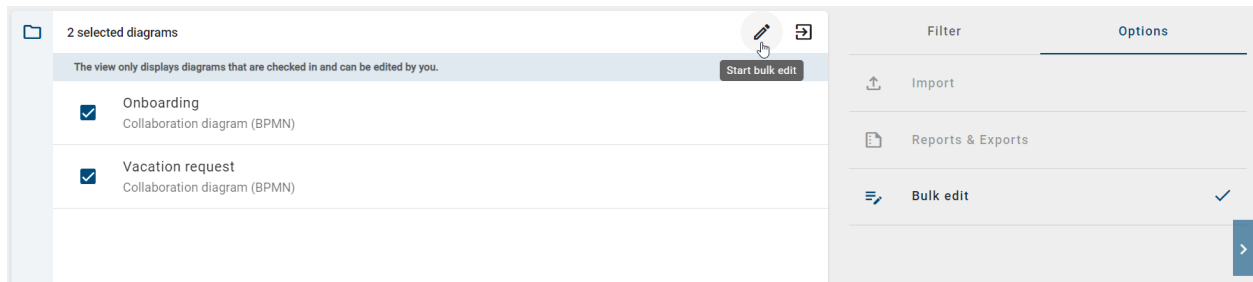 2 selected diagrams
The view only displays diagrams that are checked in and can be edited by you.
Start bulk edit
Onboarding
Collaboration diagram (BPMN)
Vacation request
Collaboration diagram (BPMN)
Filter
Options
Import
Reports & Exports
Bulk edit